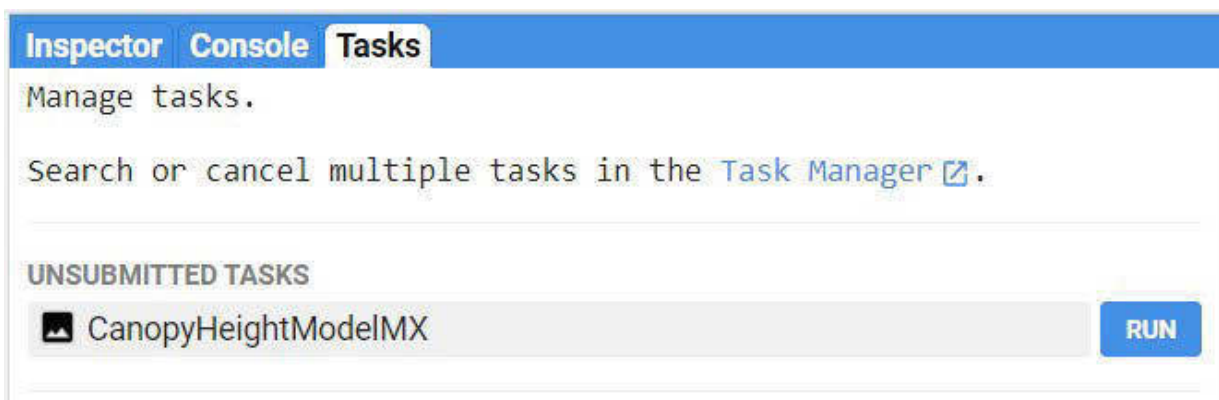 Inspector Console Tasks
Manage tasks.
Search or cancel multiple tasks in the Task Manager.
UNSUBMITTED TASKS
CanopyHeightModelMX RUN